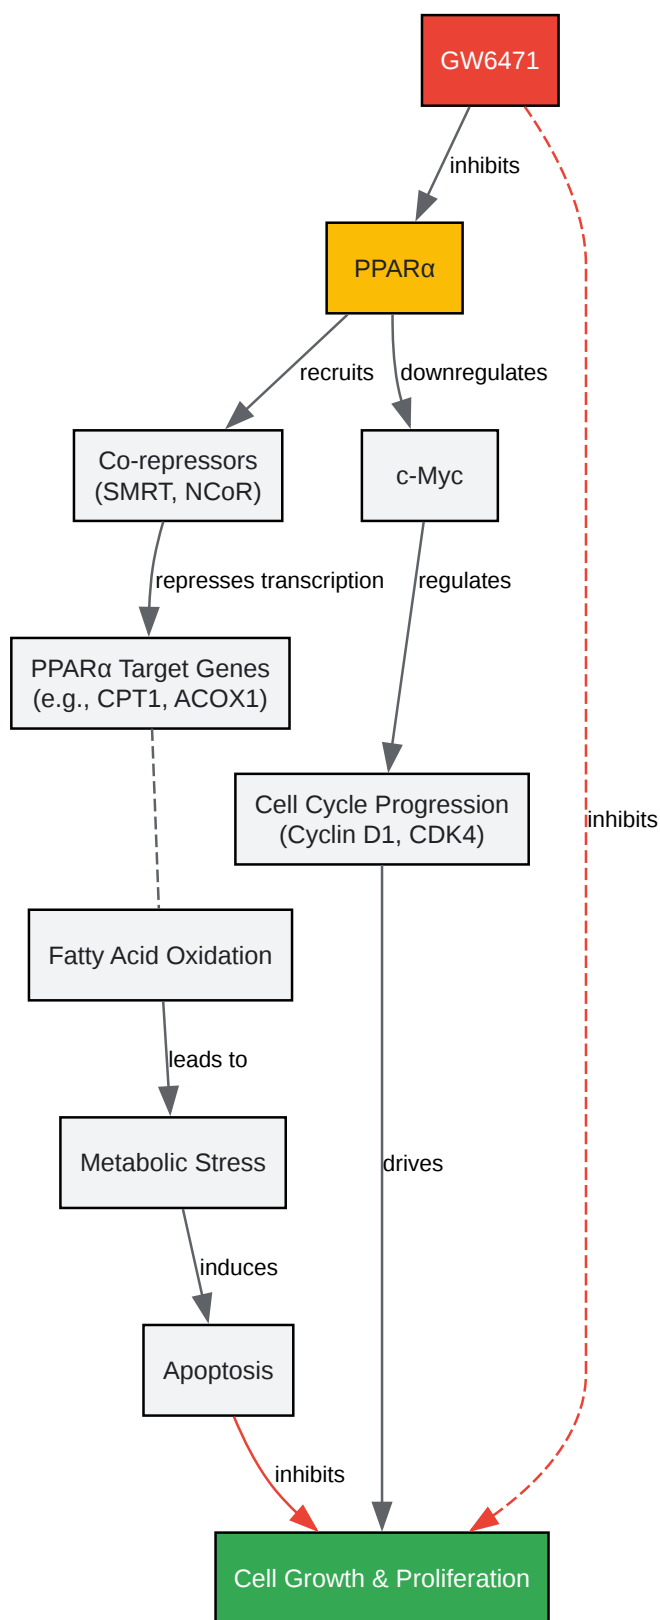 GW6471
inhibits
PPARα
recruits
downregulates
Co-repressors
(SMRT, NCoR)
c-Myc
represses transcription
regulates
PPARα Target Genes
(e.g., CPT1, ACOX1)
Cell Cycle Progression
(Cyclin D1, CDK4)
inhibits
Fatty Acid Oxidation
leads to
Metabolic Stress
drives
induces
Apoptosis
inhibits
Cell Growth & Proliferation